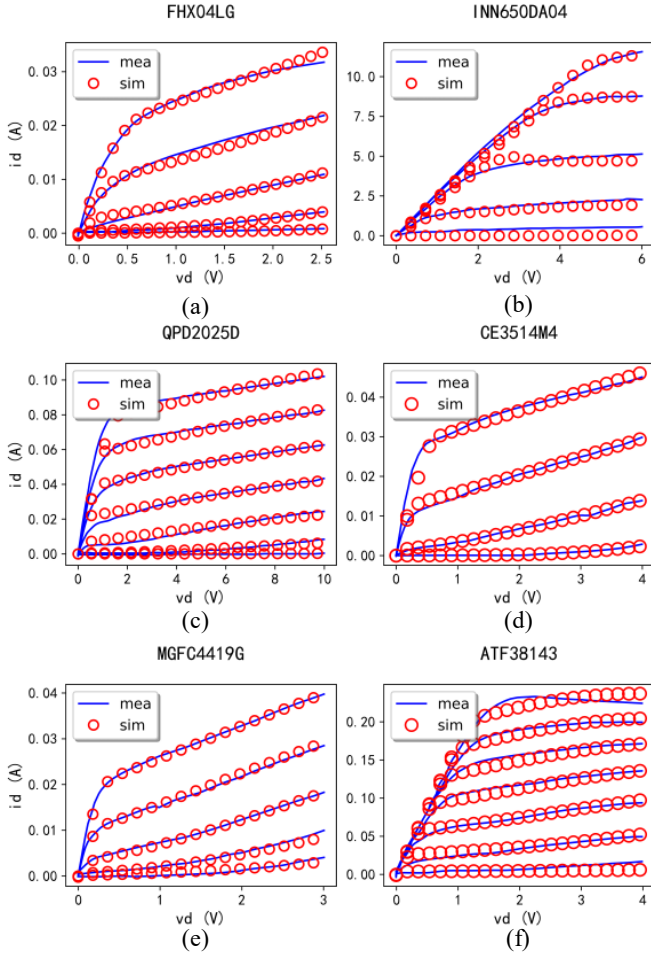 FHX04LG
INN650DA04
mea
sim
mea
sim
id (A)
0.03
0.02
0.01
0.00
10.0
7.5
5.0
2.5
0.0
0.0 0.5 1.0 1.5 2.0 2.5
0 2 4 6
vd (V)
vd (V)
(a)
(b)
QPD2025D
CE3514M4
mea
sim
mea
sim
id (A)
0.10
0.08
0.06
0.04
0.02
0.00
0.04
0.03
0.02
0.01
0.00
0 2 4 6 8 10
0 1 2 3 4
vd (V)
vd (V)
(c)
(d)
MGFC4419G
ATF38143
mea
sim
mea
sim
id (A)
0.04
0.03
0.02
0.01
0.00
0.20
0.15
0.10
0.05
0.00
0 1 2 3
0 1 2 3 4
vd (V)
vd (V)
(e)
(f)